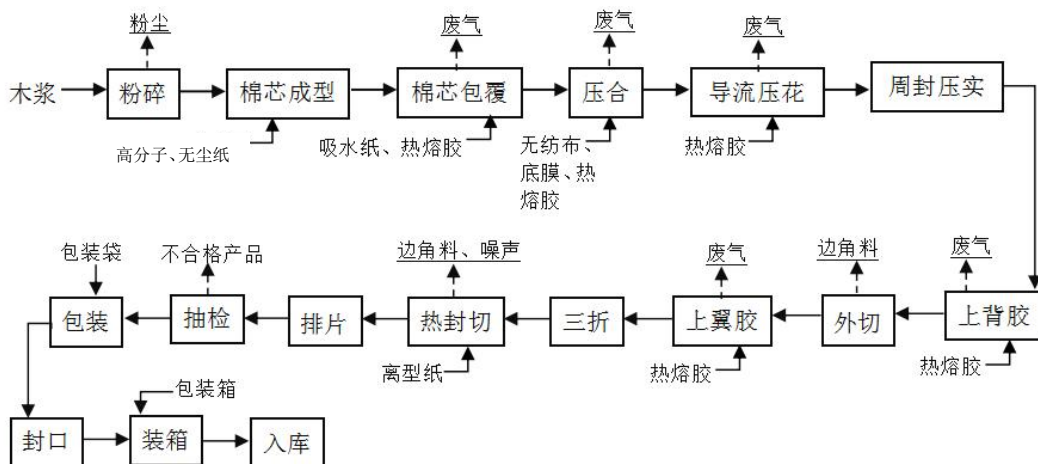 粉尘
废气
废气
废气
木浆
粉碎
棉芯成型
棉芯包覆
压合
导流压花
周封压实
高分子、无尘纸
吸水纸、热熔胶
无纺布、
底膜、热
熔胶
热熔胶
包装袋
不合格产品
边角料、噪声
废气
边角料
废气
包装
抽检
排片
热封切
三折
上翼胶
外切
上背胶
离型纸
热熔胶
热熔胶
包装箱
封口
装箱
入库